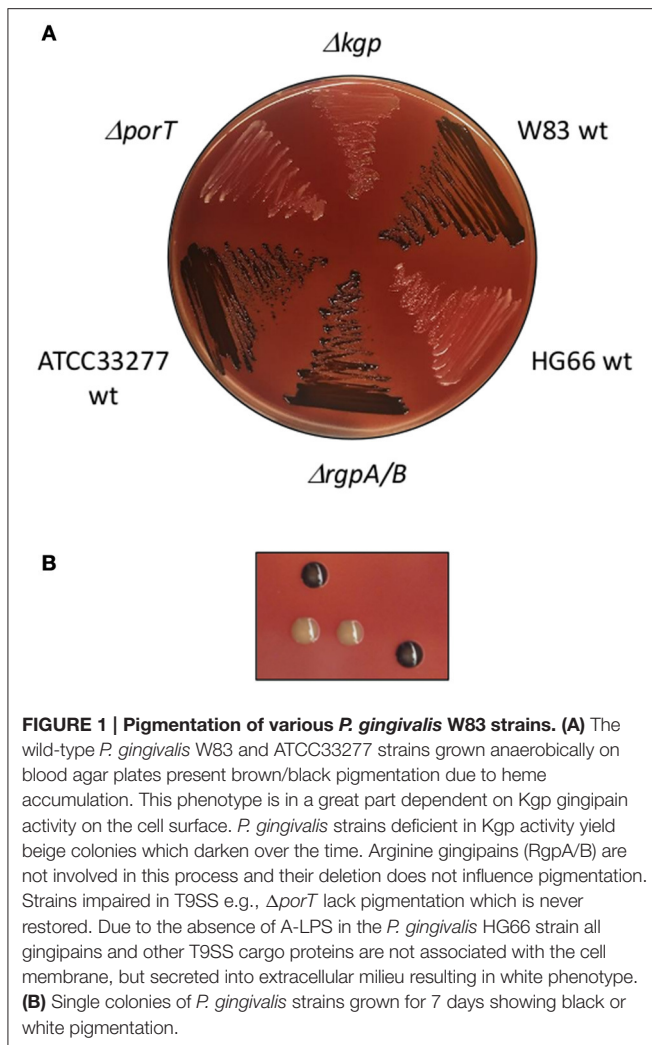 A
Δkgp
ΔporT
W83 wt
ATCC33277
wt
HG66 wt
ΔrgpA/B
B
FIGURE 1 | Pigmentation of various P. gingivalis W83 strains. (A) The
wild-type P. gingivalis W83 and ATCC33277 strains grown anaerobically on
blood agar plates present brown/black pigmentation due to heme
accumulation. This phenotype is in a great part dependent on Kgp gingipain
activity on the cell surface. P. gingivalis strains deficient in Kgp activity yield
beige colonies which darken over the time. Arginine gingipains (RgpA/B) are
not involved in this process and their deletion does not influence pigmentation.
Strains impaired in T9SS e.g., ΔporT lack pigmentation which is never
restored. Due to the absence of A-LPS in the P. gingivalis HG66 strain all
gingipains and other T9SS cargo proteins are not associated with the cell
membrane, but secreted into extracellular milieu resulting in white phenotype.
(B) Single colonies of P. gingivalis strains grown for 7 days showing black or
white pigmentation.